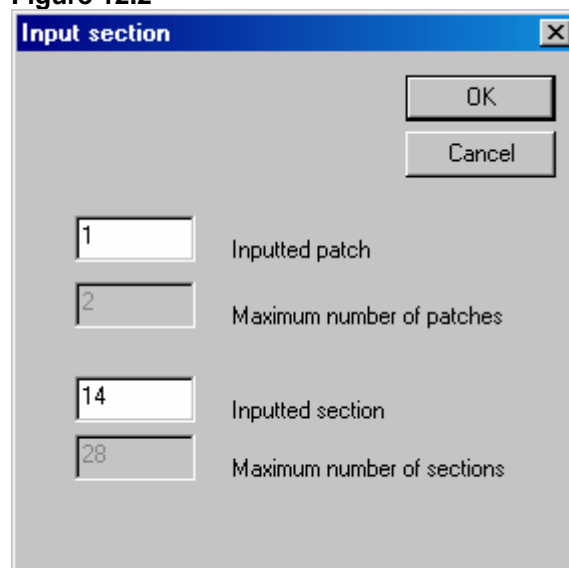 Figure 12.2
Input section
OK
Cancel
1 Inputted patch
2 Maximum number of patches
14 Inputted section
28 Maximum number of sections